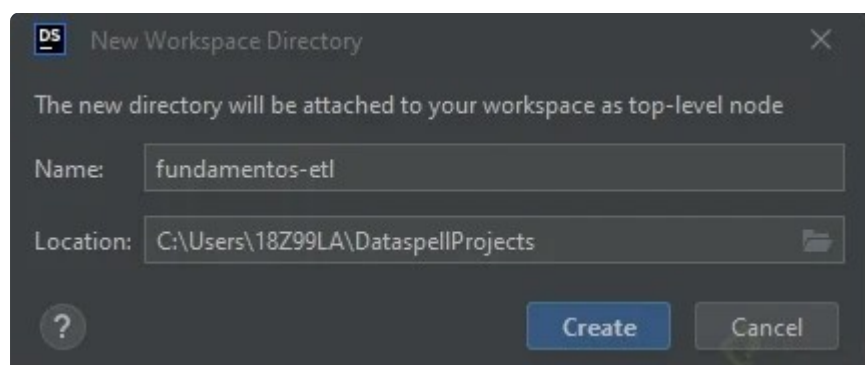 DS New Workspace Directory
The new directory will be attached to your workspace as top-level node
Name: fundamentos-etl
Location: C:\Users\18Z99LA\DataspellProjects
? Create Cancel